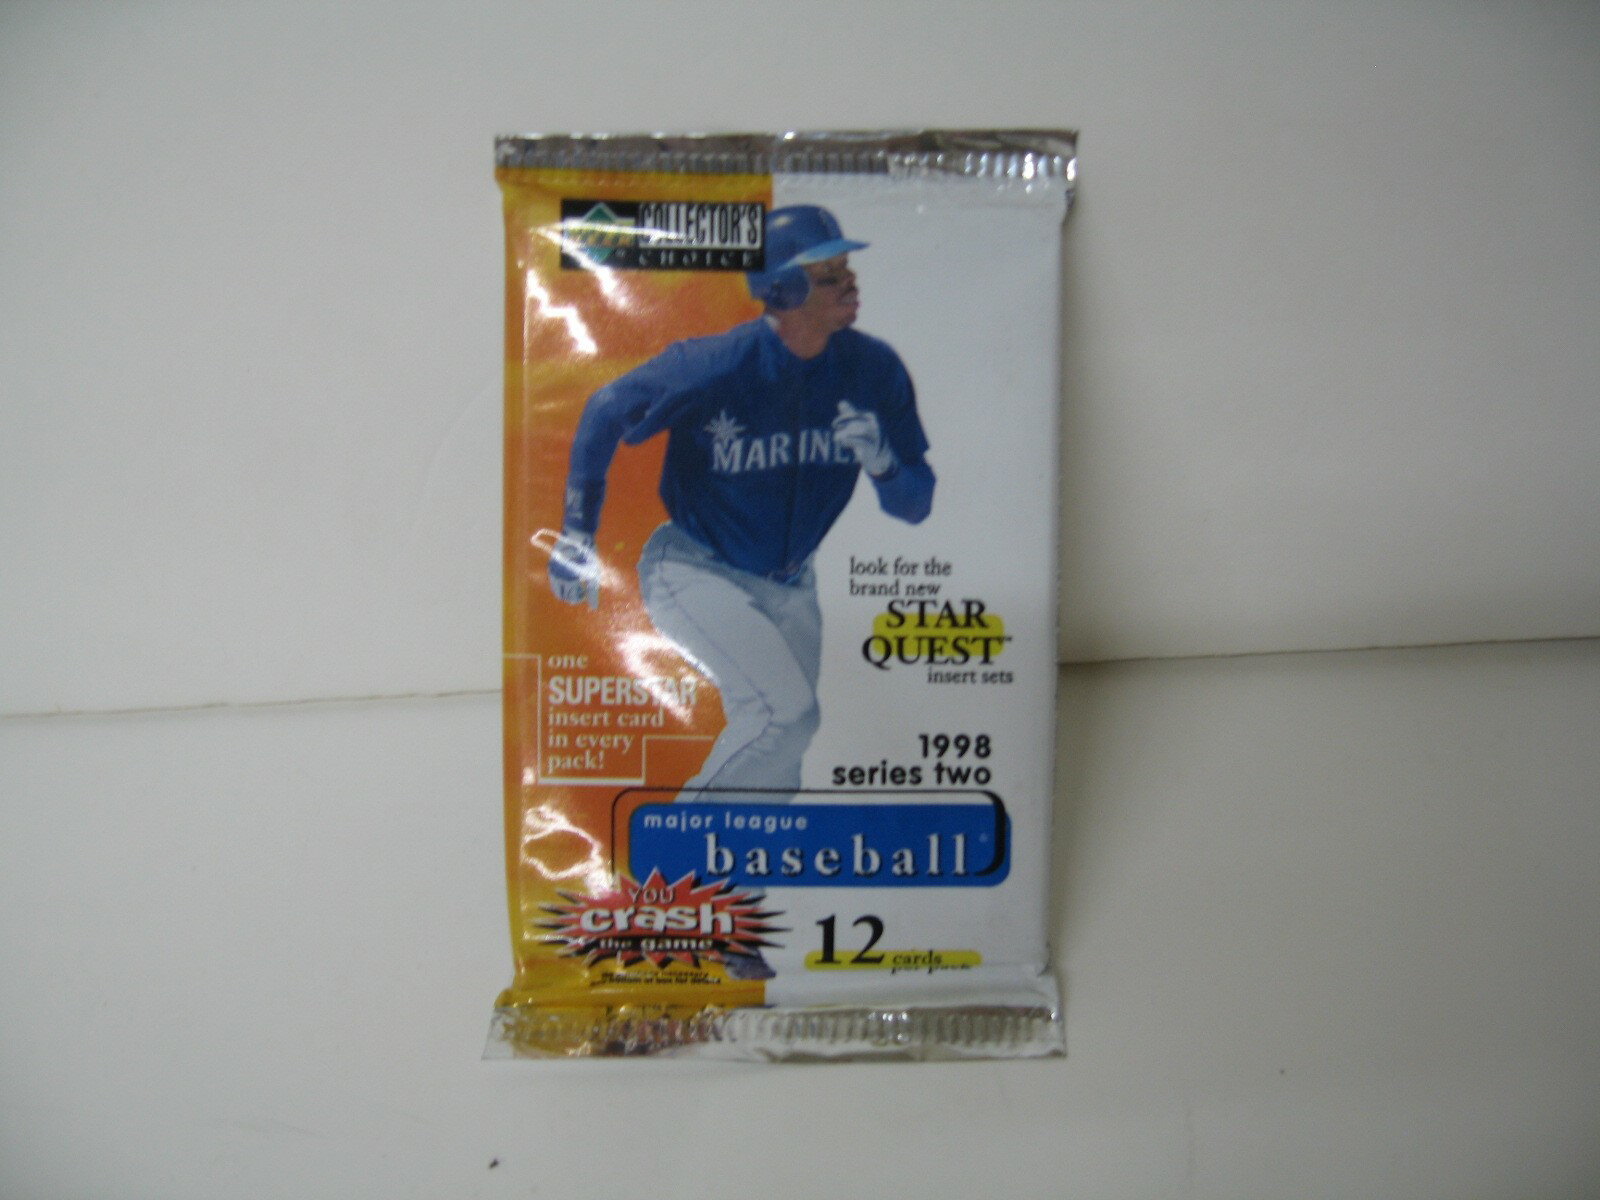 COLLECTOR'S
CHOICE
MARINE
look for the
brand new
STAR
QUEST™
insert sets
one
SUPERSTAR
insert card
in every
pack!
1998
series two
major league
baseball
YOU
crash
the game
12 cards
per pack